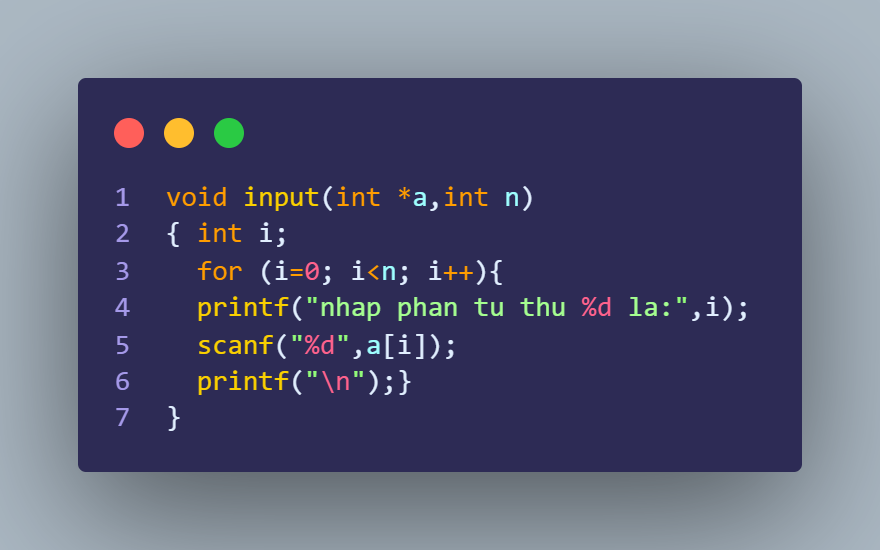 1 void input(int *a,int n)
2 { int i;
3 for (i=0; i<n; i++){
4 printf("nhap phan tu thu %d la:",i);
5 scanf("%d",a[i]);
6 printf("\n");}
7 }